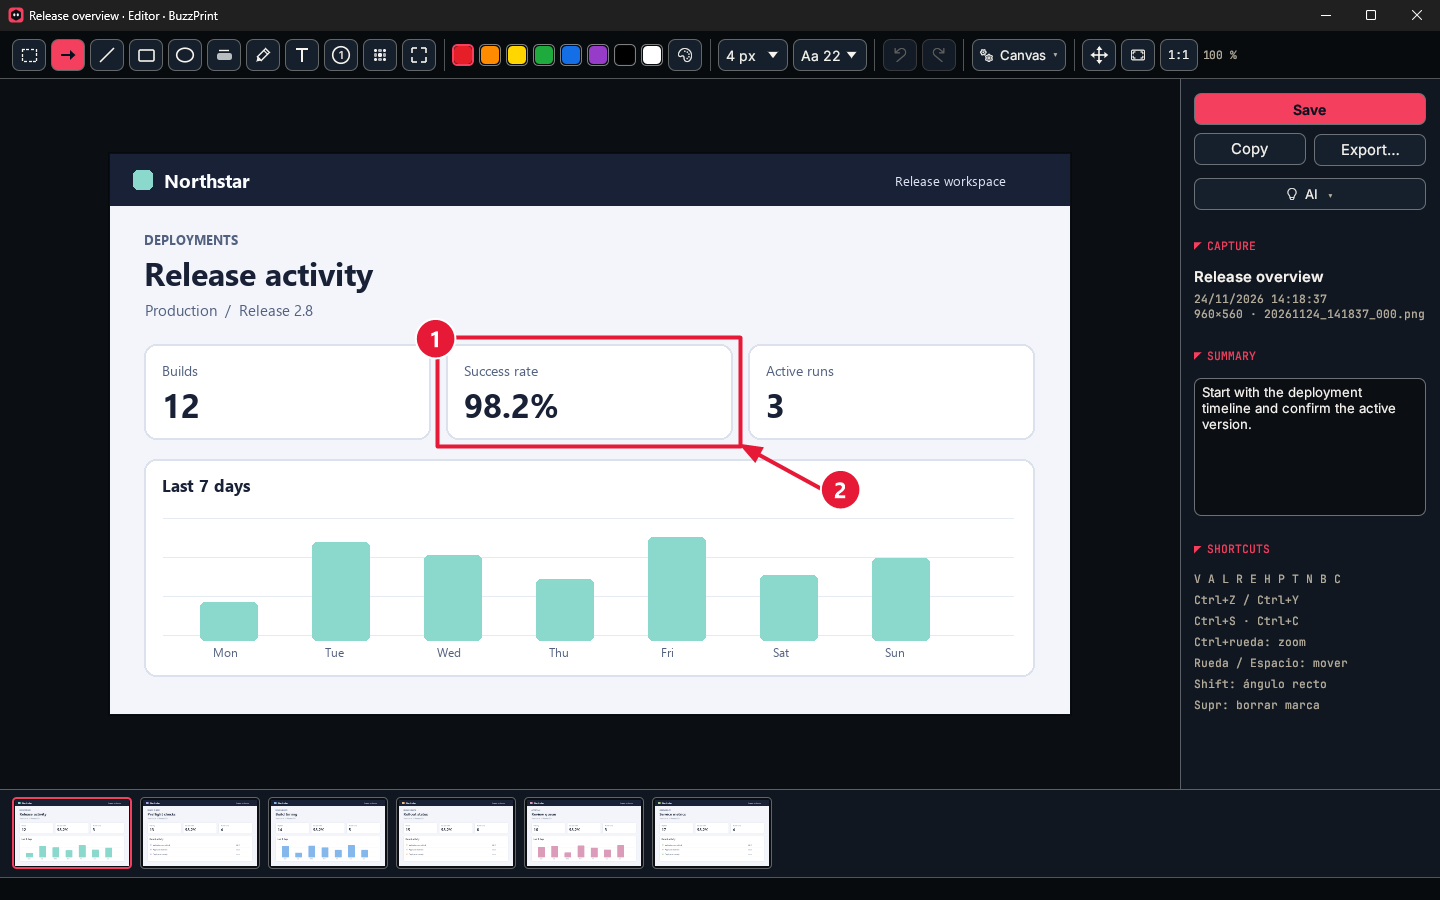 Release overview · Editor · BuzzPrint
T
1
4 px
Aa 22
Canvas
1:1
100 %
Save
Copy
Export...
AI
CAPTURE
Release overview
24/11/2026 14:18:37
960×560 · 20261124_141837_000.png
SUMMARY
Start with the deployment
timeline and confirm the active
version.
SHORTCUTS
V A L R E H P T N B C
Ctrl+Z / Ctrl+Y
Ctrl+S · Ctrl+C
Ctrl+rueda: zoom
Rueda / Espacio: mover
Shift: ángulo recto
Supr: borrar marca
Northstar
Release workspace
DEPLOYMENTS
Release activity
Production / Release 2.8
1
Builds
12
Success rate
98.2%
Active runs
3
2
Last 7 days
Mon
Tue
Wed
Thu
Fri
Sat
Sun
Release activity